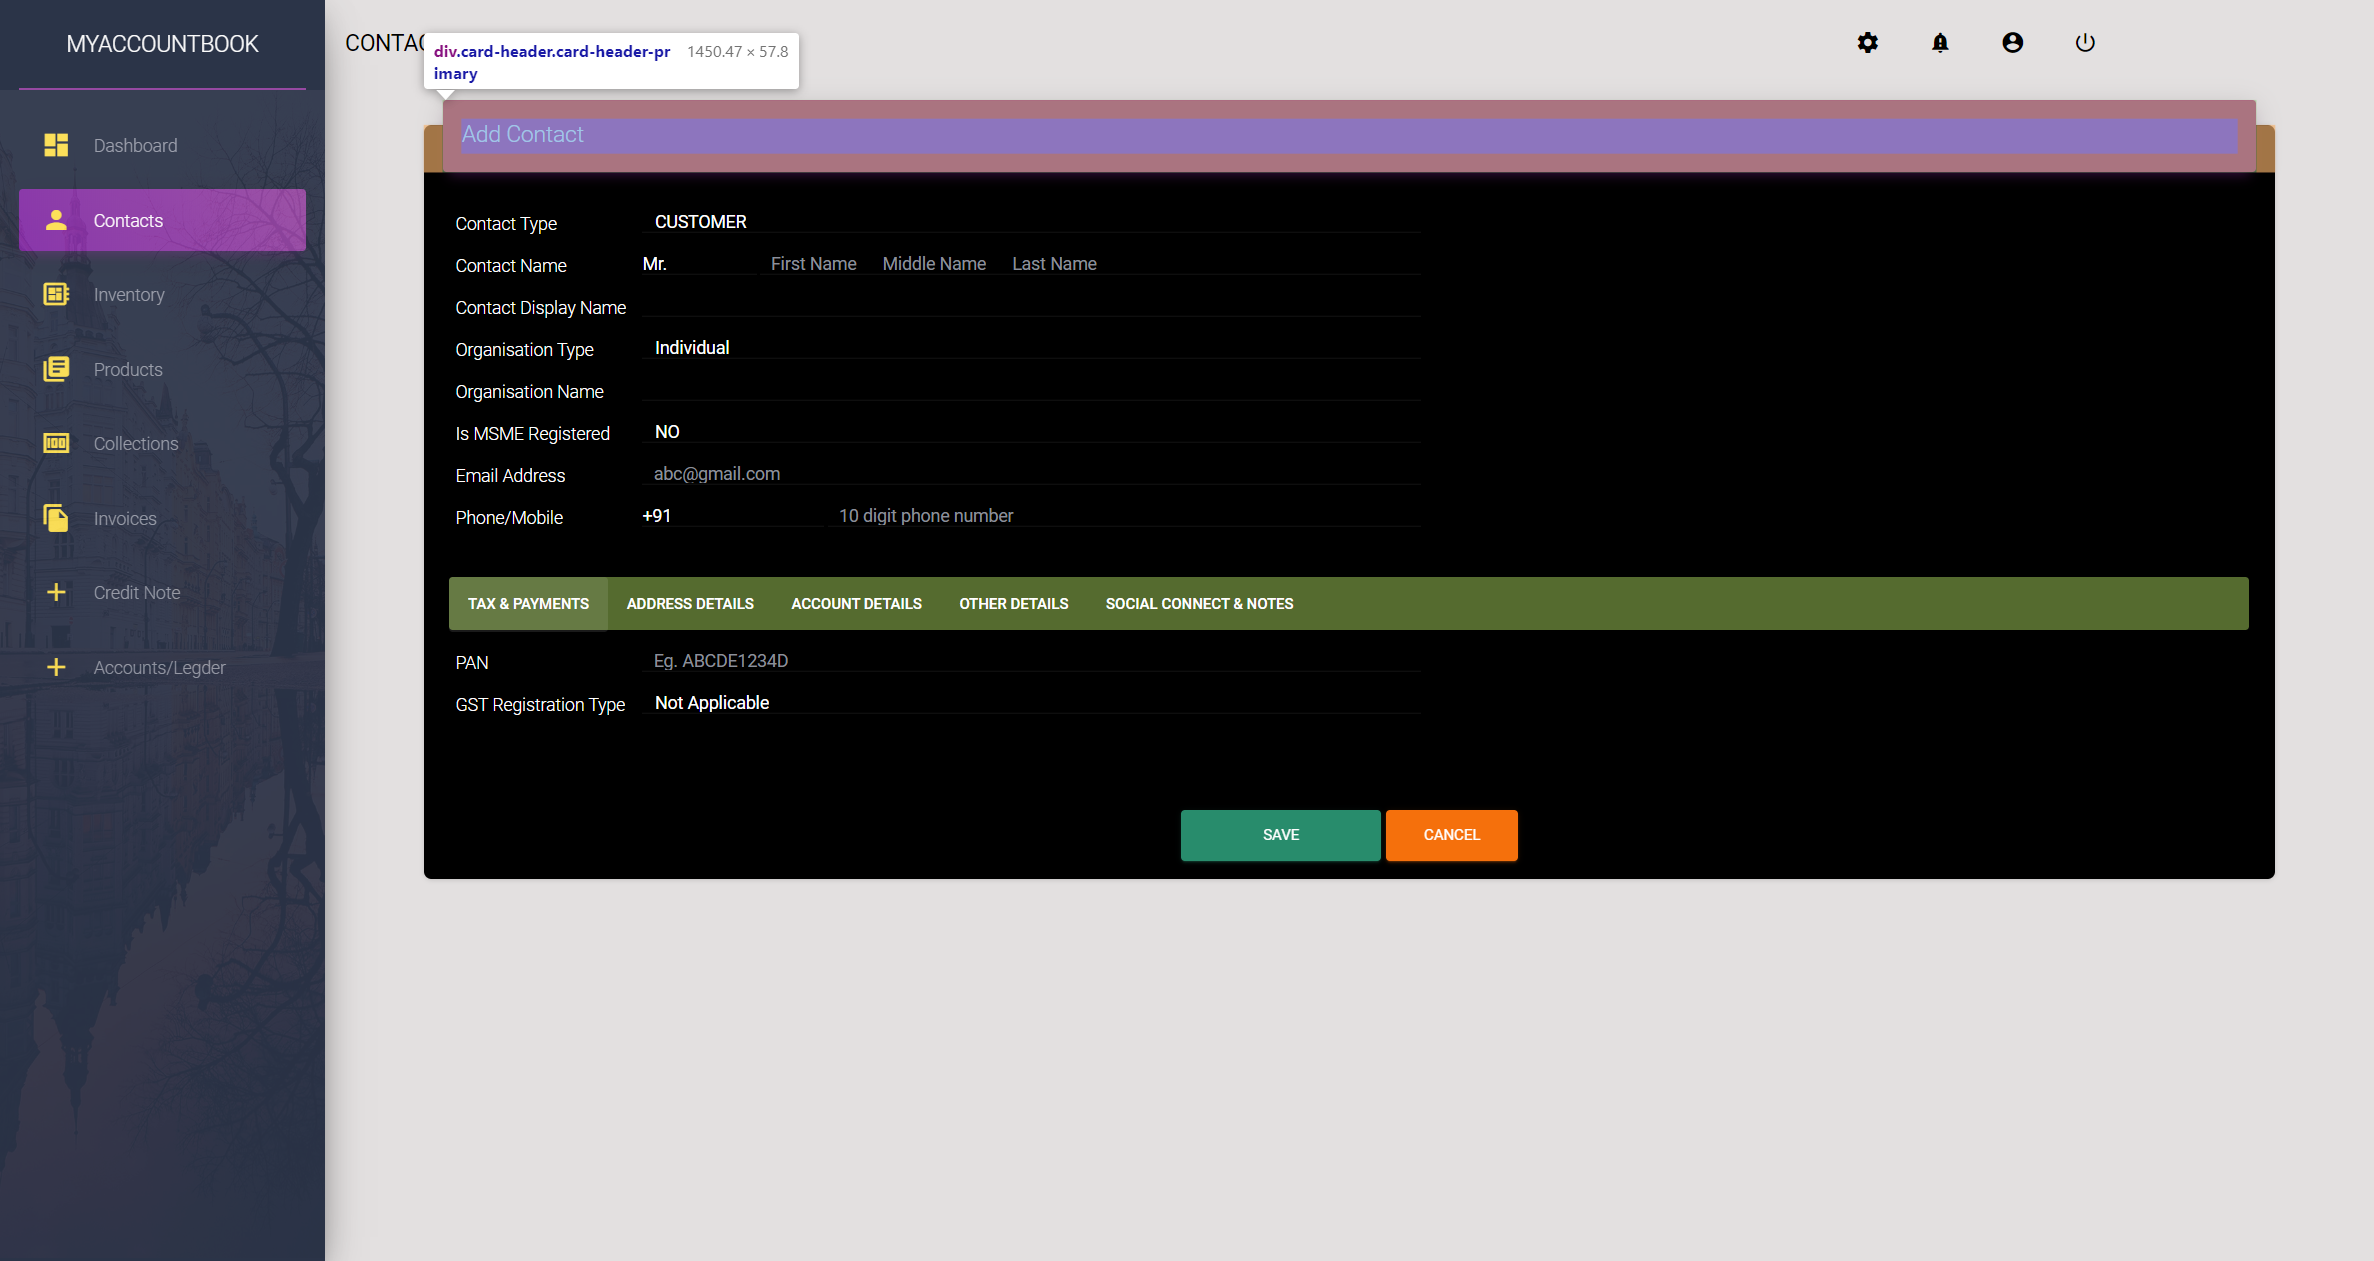 MYACCOUNTBOOK
CONTAC
div.card-header.card-header-pr
imary
1450.47 × 57.8
Add Contact
Dashboard
Contacts
Inventory
Products
Collections
Invoices
Credit Note
Accounts/Legder
Contact Type CUSTOMER
Contact Name Mr. First Name Middle Name Last Name
Contact Display Name
Organisation Type Individual
Organisation Name
Is MSME Registered NO
Email Address abc@gmail.com
Phone/Mobile +91 10 digit phone number
TAX & PAYMENTS ADDRESS DETAILS ACCOUNT DETAILS OTHER DETAILS SOCIAL CONNECT & NOTES
PAN Eg. ABCDE1234D
GST Registration Type Not Applicable
SAVE CANCEL